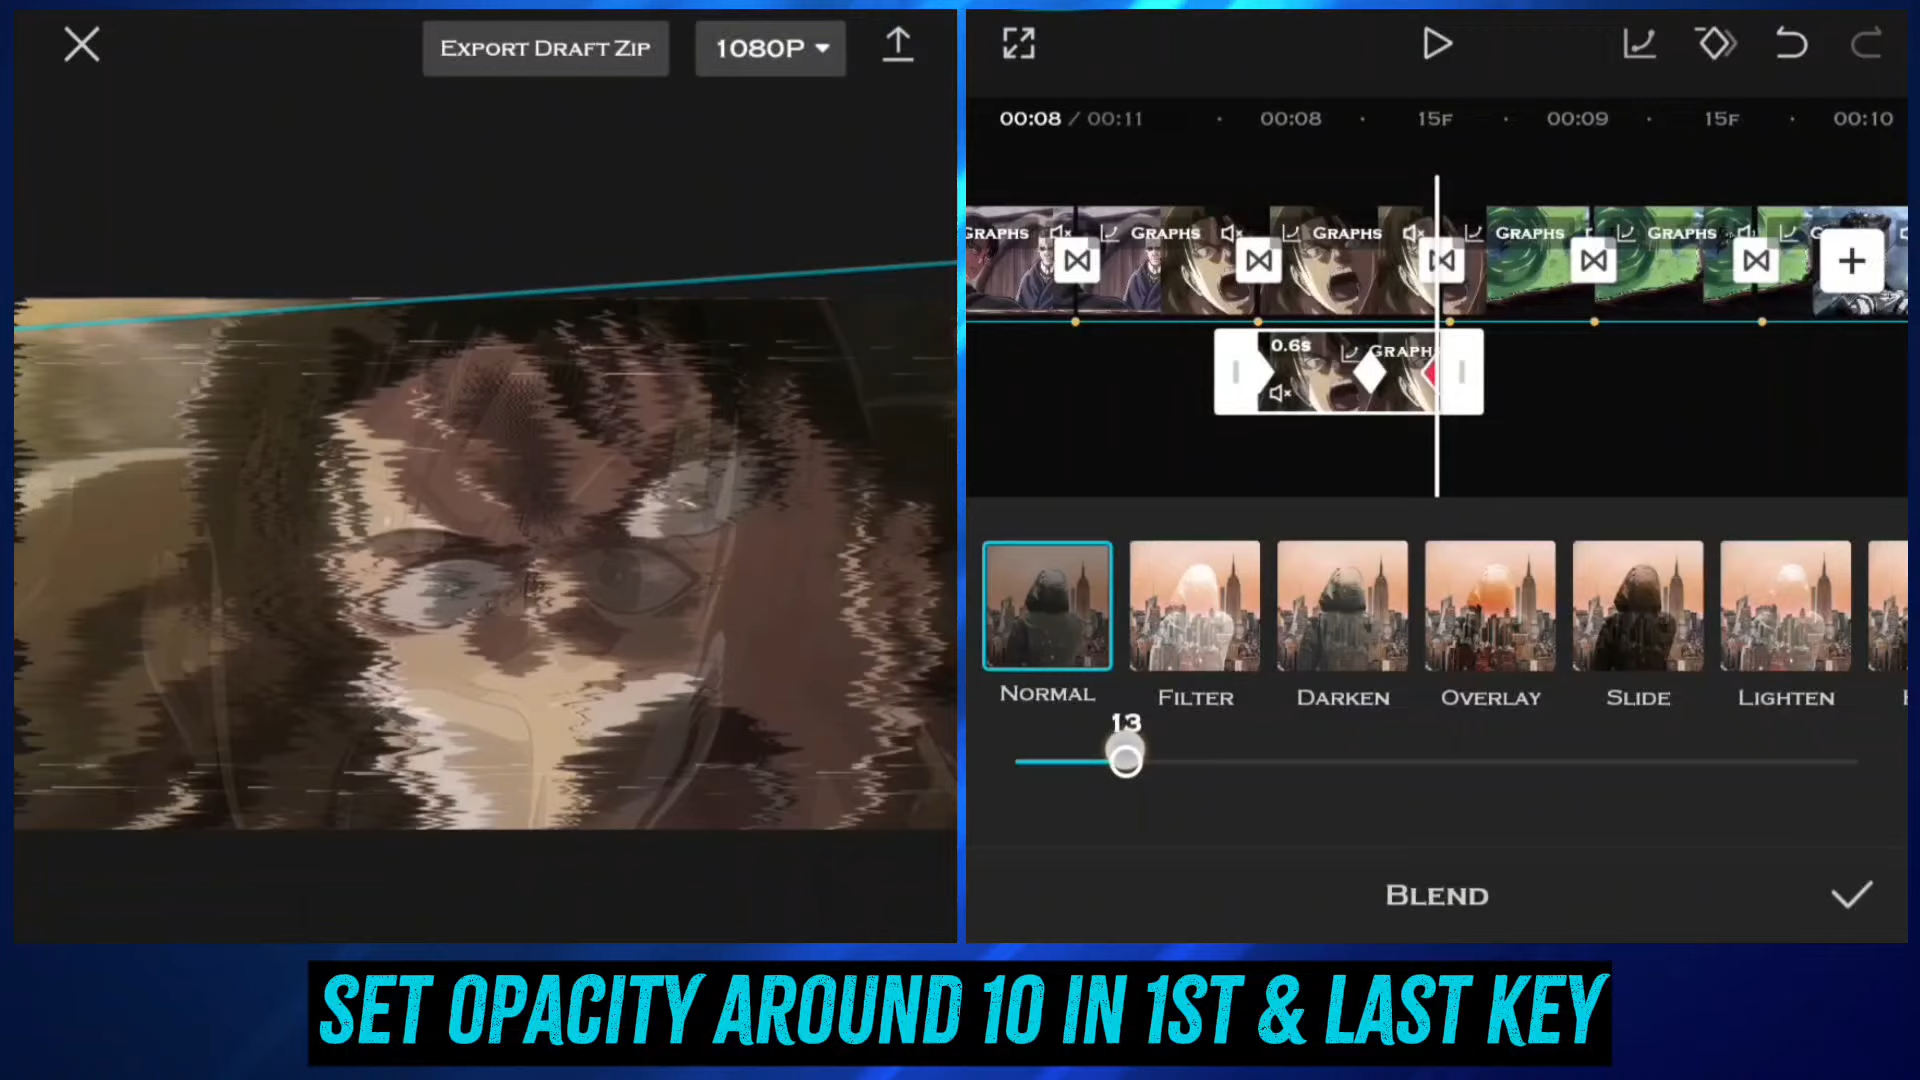 EXPORT DRAFT ZIP
1080P
00:08 / 00:11
00:08
15F
00:09
15F
00:10
GRAPHS
GRAPHS
GRAPHS
GRAPHS
GRAPHS
0.6s
GRAPH
NORMAL
FILTER
DARKEN
OVERLAY
SLIDE
LIGHTEN
13
BLEND
SET OPACITY AROUND 10 IN 1ST & LAST KEY